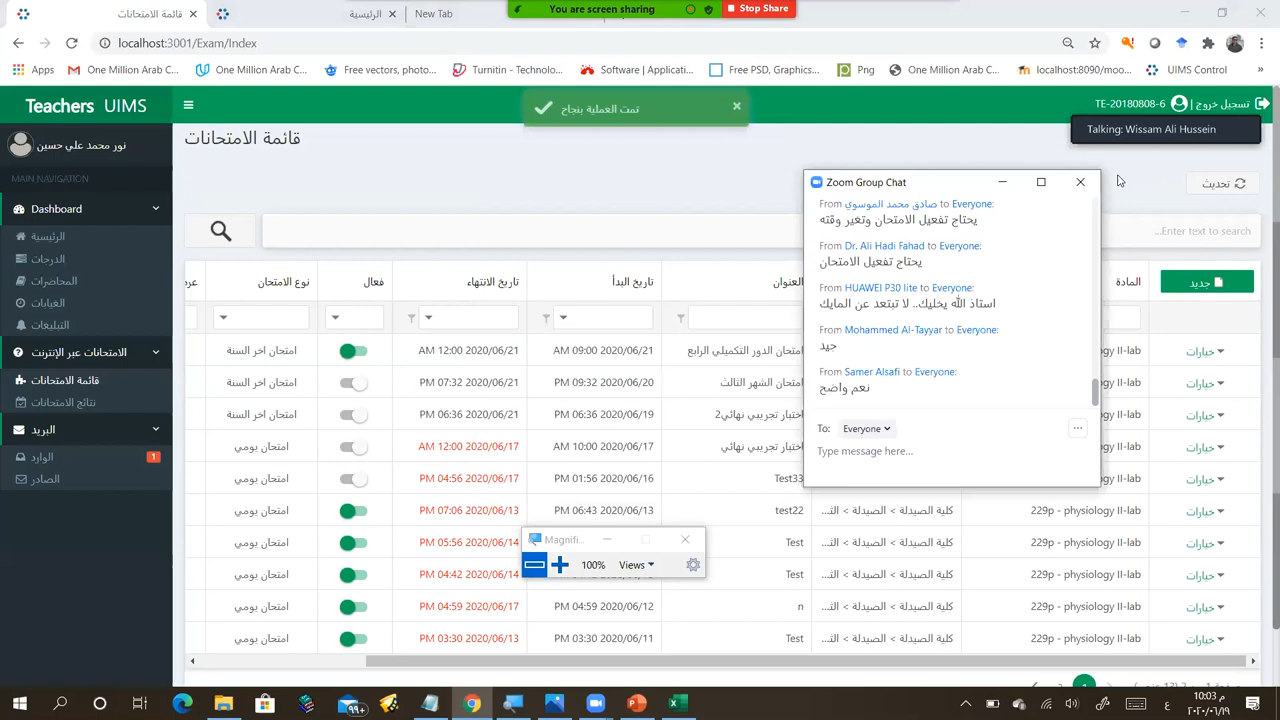 قائمة الامتحانات
الرئيسية
New Tab
You are screen sharing
Stop Share
localhost:3001/Exam/Index
Apps
One Million Arab C...
One Million Arab C...
Free vectors, photo...
Turnitin - Technolo...
Software | Applicati...
Free PSD, Graphics...
Png
One Million Arab C...
localhost:8090/moo...
UIMS Control
»
Teachers UIMS
تمت العملية بنجاح
TE-20180808-6
تسجيل خروج |
Talking: Wissam Ali Hussein
نور محمد علي حسين
MAIN NAVIGATION
Dashboard
الرئيسية
الدرجات
المحاضرات
الغيابات
التبليغات
الامتحانات عبر الإنترنت
قائمة الامتحانات
نتائج الامتحانات
البريد
الوارد
1
الصادر
قائمة الامتحانات
تحديث
Enter text to search...
جديد
المادة
العنوان
تاريخ البدأ
تاريخ الانتهاء
فعال
نوع الامتحان
خيارات
ology II-lab
امتحان الدور التكميلي الرابع
2020/06/21 09:00 AM
2020/06/21 12:00 AM
امتحان اخر السنة
خيارات
ology II-lab
امتحان الشهر الثالث
2020/06/20 09:32 PM
2020/06/21 07:32 PM
امتحان اخر السنة
خيارات
ology II-lab
اختبار تجريبي نهائي2
2020/06/19 06:36 PM
2020/06/21 06:36 PM
امتحان اخر السنة
خيارات
ology II-lab
اختبار تجريبي نهائي
2020/06/17 10:00 AM
2020/06/17 12:00 AM
امتحان يومي
خيارات
ology II-lab
Test33
2020/06/16 01:56 PM
2020/06/17 04:56 PM
امتحان يومي
خيارات
229p - physiology II-lab
كلية الصيدلة > الصيدلة > الث...
test22
2020/06/13 06:43 PM
2020/06/13 07:06 PM
امتحان يومي
خيارات
229p - physiology II-lab
كلية الصيدلة > الصيدلة > الث...
Test
2020/06/14 05:56 PM
امتحان يومي
خيارات
229p - physiology II-lab
كلية الصيدلة > الصيدلة > الث...
Test
2020/06/14 04:42 PM
امتحان يومي
خيارات
229p - physiology II-lab
كلية الصيدلة > الصيدلة > الث...
n
2020/06/12 04:59 PM
2020/06/17 04:59 PM
امتحان يومي
خيارات
229p - physiology II-lab
كلية الصيدلة > الصيدلة > الث...
Test
2020/06/11 03:30 PM
2020/06/13 03:30 PM
امتحان يومي
Zoom Group Chat
From صادق محمد الموسوي to Everyone:
يحتاج تفعيل الامتحان وتغير وقته
From Dr. Ali Hadi Fahad to Everyone:
يحتاج تفعيل الامتحان
From HUAWEI P30 lite to Everyone:
استاذ الله يخليك.. لا تبتعد عن المايك
From Mohammed Al-Tayyar to Everyone:
جيد
From Samer Alsafi to Everyone:
نعم واضح
To:
Everyone
Type message here...
Magnifi...
100%
Views
99+
10:03 م